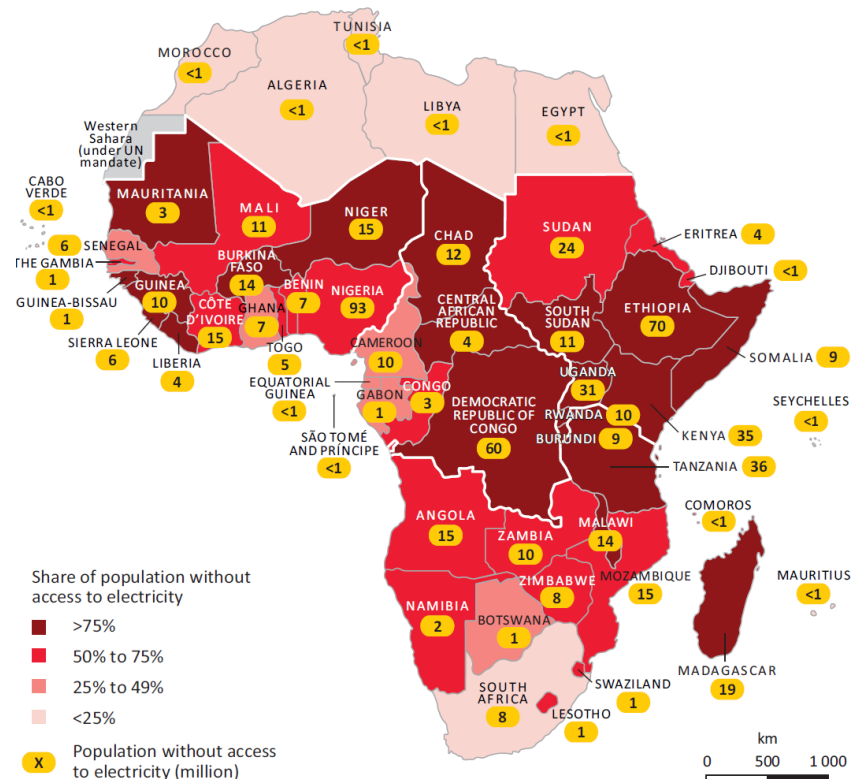 TUNISIA
<1
MOROCCO
<1
ALGERIA
<1
LIBYA
<1
EGYPT
<1
Western
Sahara
(under UN
mandate)
CABO
VERDE
<1
MAURITANIA
3
MALI
11
NIGER
15
CHAD
12
SUDAN
24
ERITREA 4
DJIBOUTI <1
6 SENEGAL
THE GAMBIA
1
GUINEA-BISSAU
1
GUINEA
10
SIERRA LEONE
6
LIBERIA
4
BURKINA
FASO
14
CÔTE
D'IVOIRE
15
GHANA
7
TOGO
5
BENIN
7
NIGERIA
93
CENTRAL
AFRICAN
REPUBLIC
4
SOUTH
SUDAN
11
ETHIOPIA
70
SOMALIA 9
CAMEROON
10
EQUATORIAL
GUINEA
<1
GABON
1
CONGO
3
SÃO TOMÉ
AND PRÍNCIPE
<1
DEMOCRATIC
REPUBLIC OF
CONGO
60
UGANDA
31
RWANDA 10
BURUNDI 9
KENYA 35
TANZANIA 36
SEYCHELLES
<1
COMOROS
<1
ANGOLA
15
ZAMBIA
10
MALAWI
14
MOZAMBIQUE
15
ZIMBABWE
8
NAMIBIA
2
BOTSWANA
1
MAURITIUS
<1
MADAGASCAR
19
SOUTH
AFRICA
8
SWAZILAND
1
LESOTHO
1
Share of population without
access to electricity
>75%
50% to 75%
25% to 49%
<25%
X Population without access
to electricity (million)
km
0 500 1 000